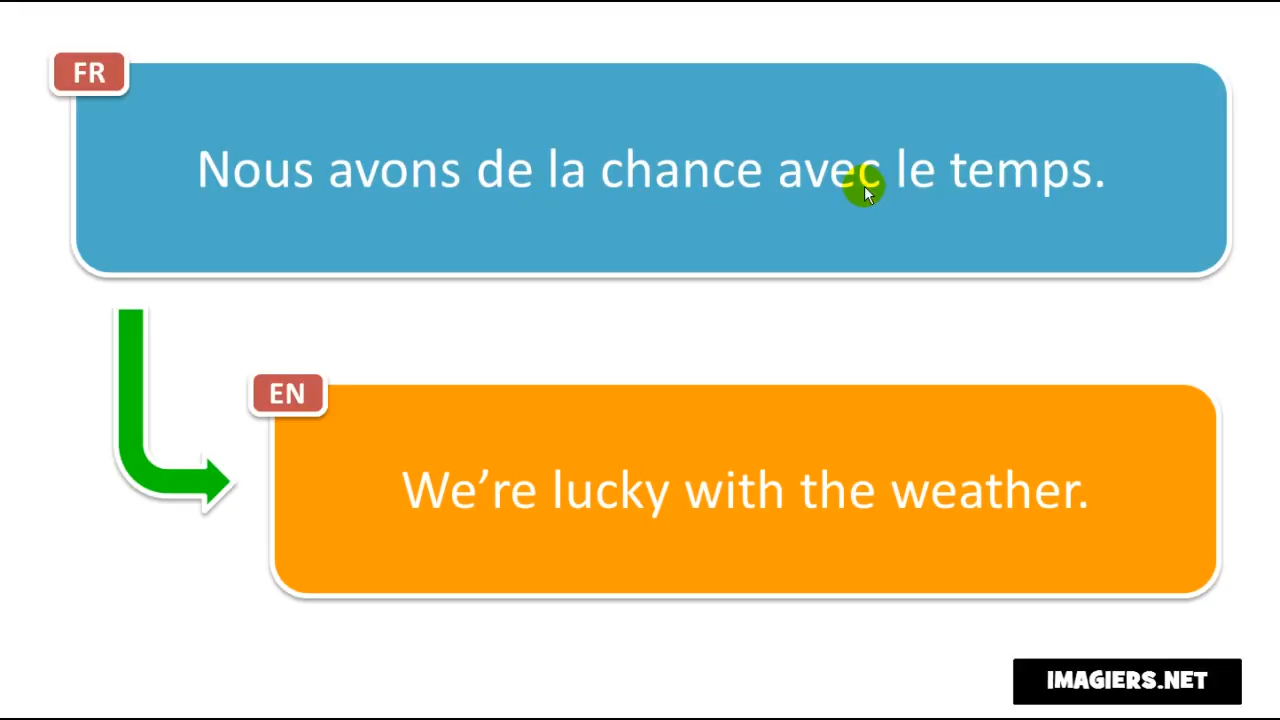 FR
Nous avons de la chance avec le temps.
EN
We’re lucky with the weather.
IMAGIERS.NET